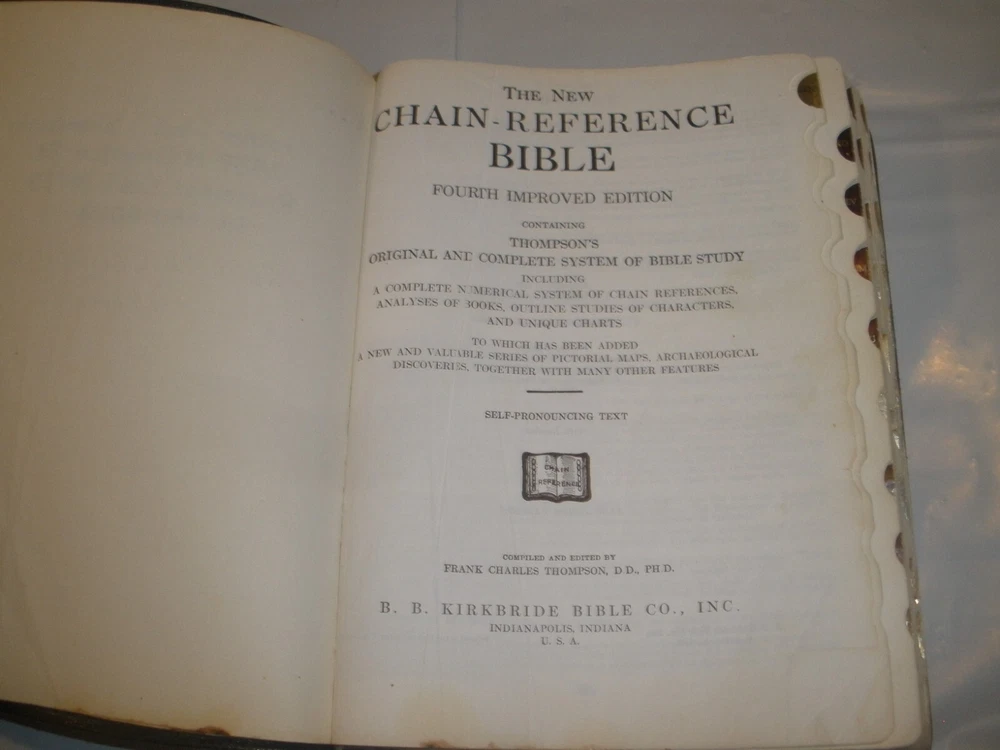 THE NEW
CHAIN-REFERENCE
BIBLE
FOURTH IMPROVED EDITION
CONTAINING
THOMPSON'S
ORIGINAL AND COMPLETE SYSTEM OF BIBLE STUDY
INCLUDING
A COMPLETE NUMERICAL SYSTEM OF CHAIN REFERENCES,
ANALYSES OF BOOKS, OUTLINE STUDIES OF CHARACTERS,
AND UNIQUE CHARTS
TO WHICH HAS BEEN ADDED
A NEW AND VALUABLE SERIES OF PICTORIAL MAPS, ARCHAEOLOGICAL
DISCOVERIES, TOGETHER WITH MANY OTHER FEATURES
SELF-PRONOUNCING TEXT
CHAIN
REFERENCE
COMPILED AND EDITED BY
FRANK CHARLES THOMPSON, D.D., PH.D.
B. B. KIRKBRIDE BIBLE CO., INC.
INDIANAPOLIS, INDIANA
U. S. A.